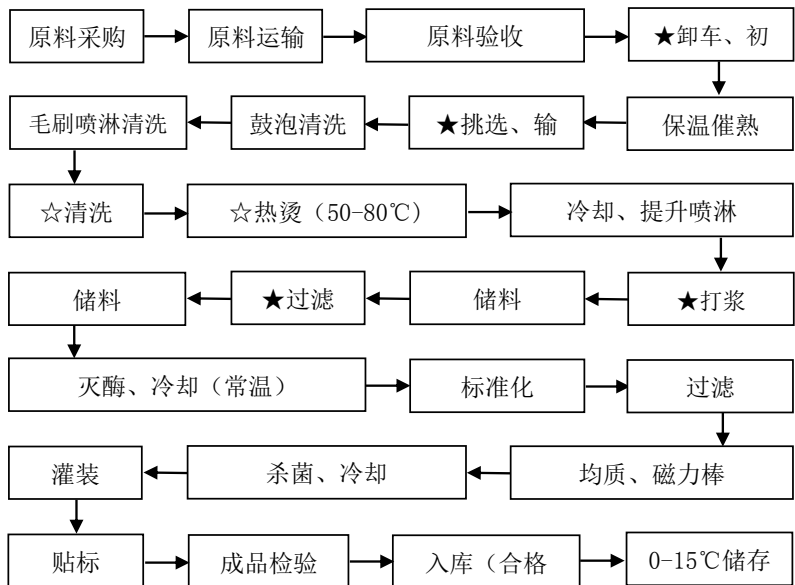 原料采购
原料运输
原料验收
★卸车、初
保温催熟
★挑选、输
鼓泡清洗
毛刷喷淋清洗
☆清洗
☆热烫（50-80℃）
冷却、提升喷淋
★打浆
储料
★过滤
储料
灭酶、冷却（常温）
标准化
过滤
均质、磁力棒
杀菌、冷却
灌装
贴标
成品检验
入库（合格
0-15℃储存